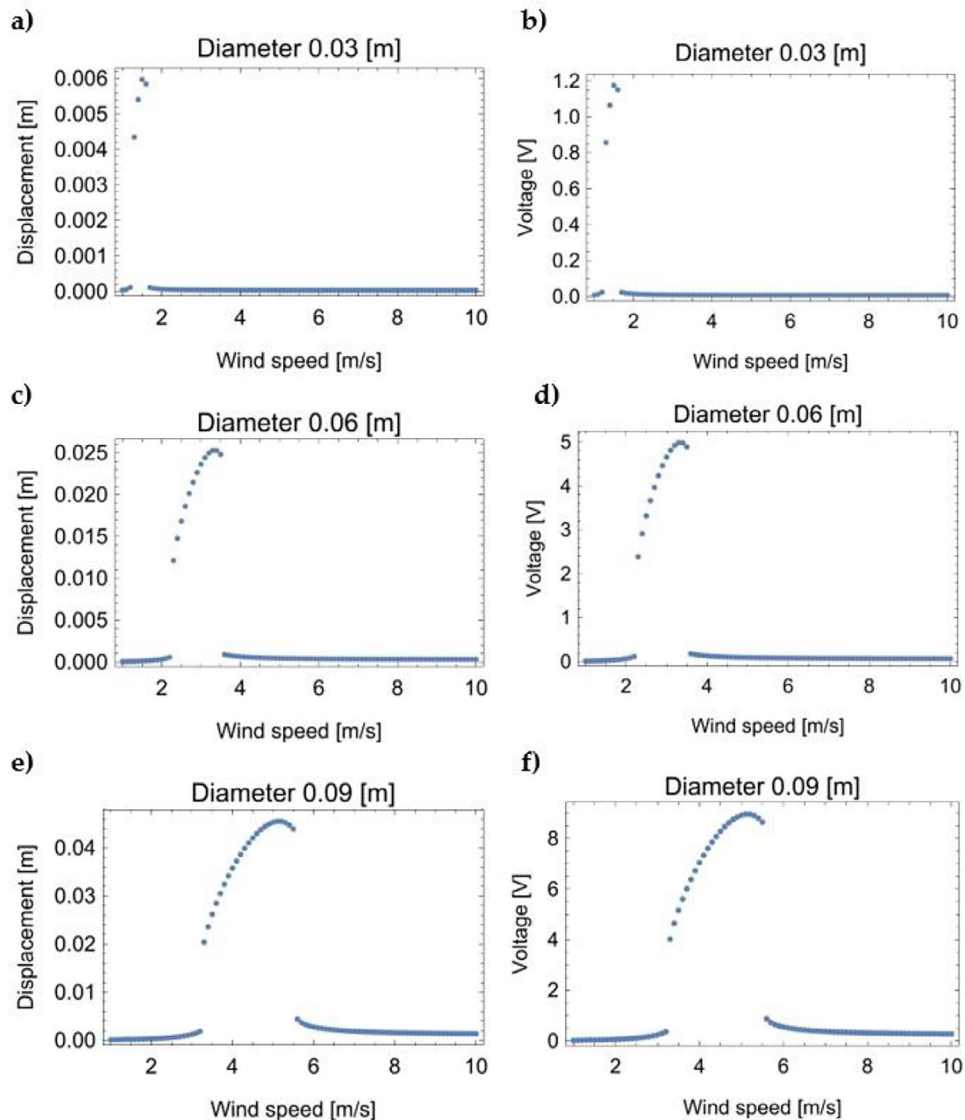 a)
Diameter 0.03 [m]
Displacement [m]
0.006
0.005
0.004
0.003
0.002
0.001
0.000
2 4 6 8 10
Wind speed [m/s]
b)
Diameter 0.03 [m]
Voltage [V]
1.2
1.0
0.8
0.6
0.4
0.2
0.0
2 4 6 8 10
Wind speed [m/s]
c)
Diameter 0.06 [m]
Displacement [m]
0.025
0.020
0.015
0.010
0.005
0.000
2 4 6 8 10
Wind speed [m/s]
d)
Diameter 0.06 [m]
Voltage [V]
5
4
3
2
1
0
2 4 6 8 10
Wind speed [m/s]
e)
Diameter 0.09 [m]
Displacement [m]
0.04
0.03
0.02
0.01
0.00
2 4 6 8 10
Wind speed [m/s]
f)
Diameter 0.09 [m]
Voltage [V]
8
6
4
2
0
2 4 6 8 10
Wind speed [m/s]